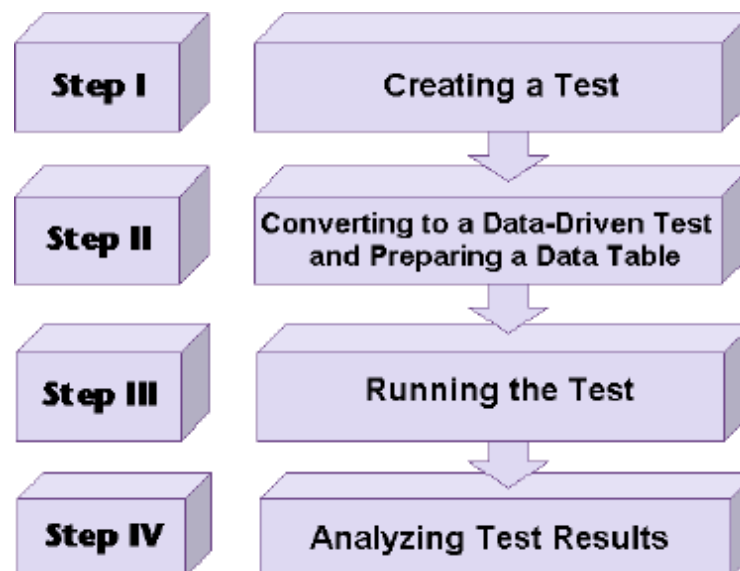 Step I
Creating a Test
Step II
Converting to a Data-Driven Test
and Preparing a Data Table
Step III
Running the Test
Step IV
Analyzing Test Results